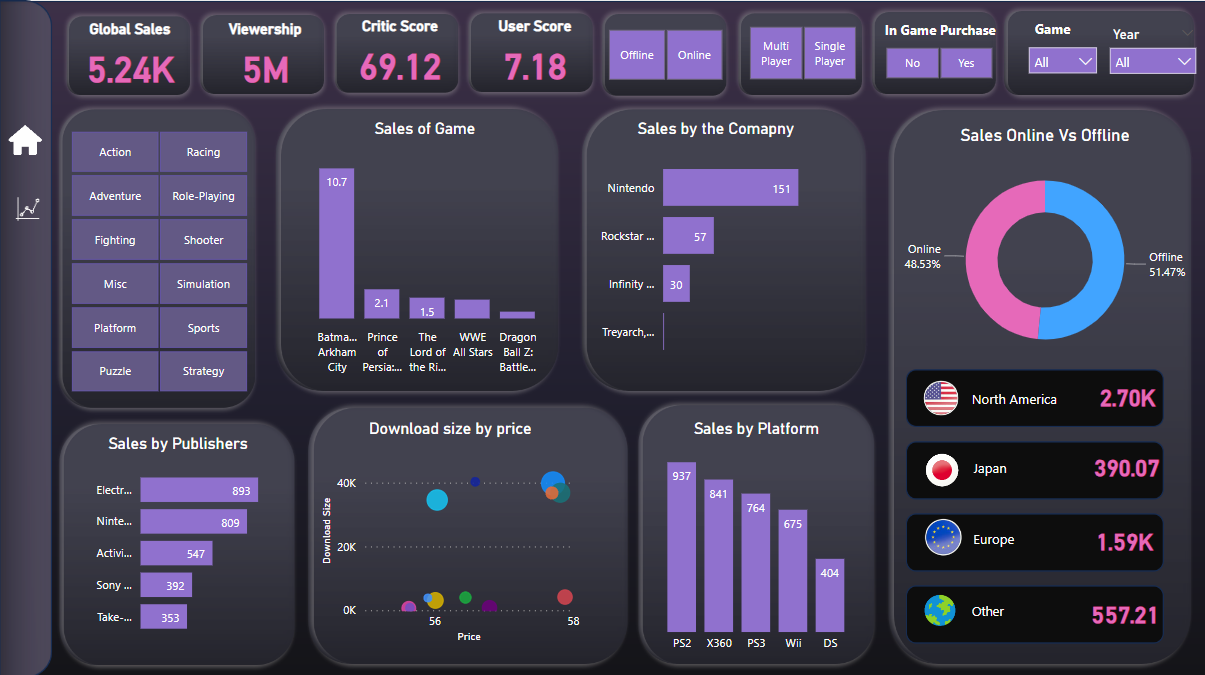 Global Sales
5.24K
Viewership
5M
Critic Score
69.12
User Score
7.18
Offline
Online
Multi
Player
Single
Player
In Game Purchase
No
Yes
Game
All
Year
All
Action
Racing
Adventure
Role-Playing
Fighting
Shooter
Misc
Simulation
Platform
Sports
Puzzle
Strategy
Sales of Game
10.7
2.1
1.5
Batma...
Arkham
City
Prince
of
Persia:...
The
Lord of
the Ri...
WWE
All Stars
Dragon
Ball Z:
Battle...
Sales by the Comapny
Nintendo
151
Rockstar ...
57
Infinity ...
30
Treyarch,...
Sales Online Vs Offline
Online
48.53%
Offline
51.47%
North America
2.70K
Japan
390.07
Europe
1.59K
Other
557.21
Sales by Publishers
Electr...
893
Ninte...
809
Activi...
547
Sony ...
392
Take-...
353
Download size by price
Download Size
40K
20K
0K
56
58
Price
Sales by Platform
937
841
764
675
404
PS2
X360
PS3
Wii
DS